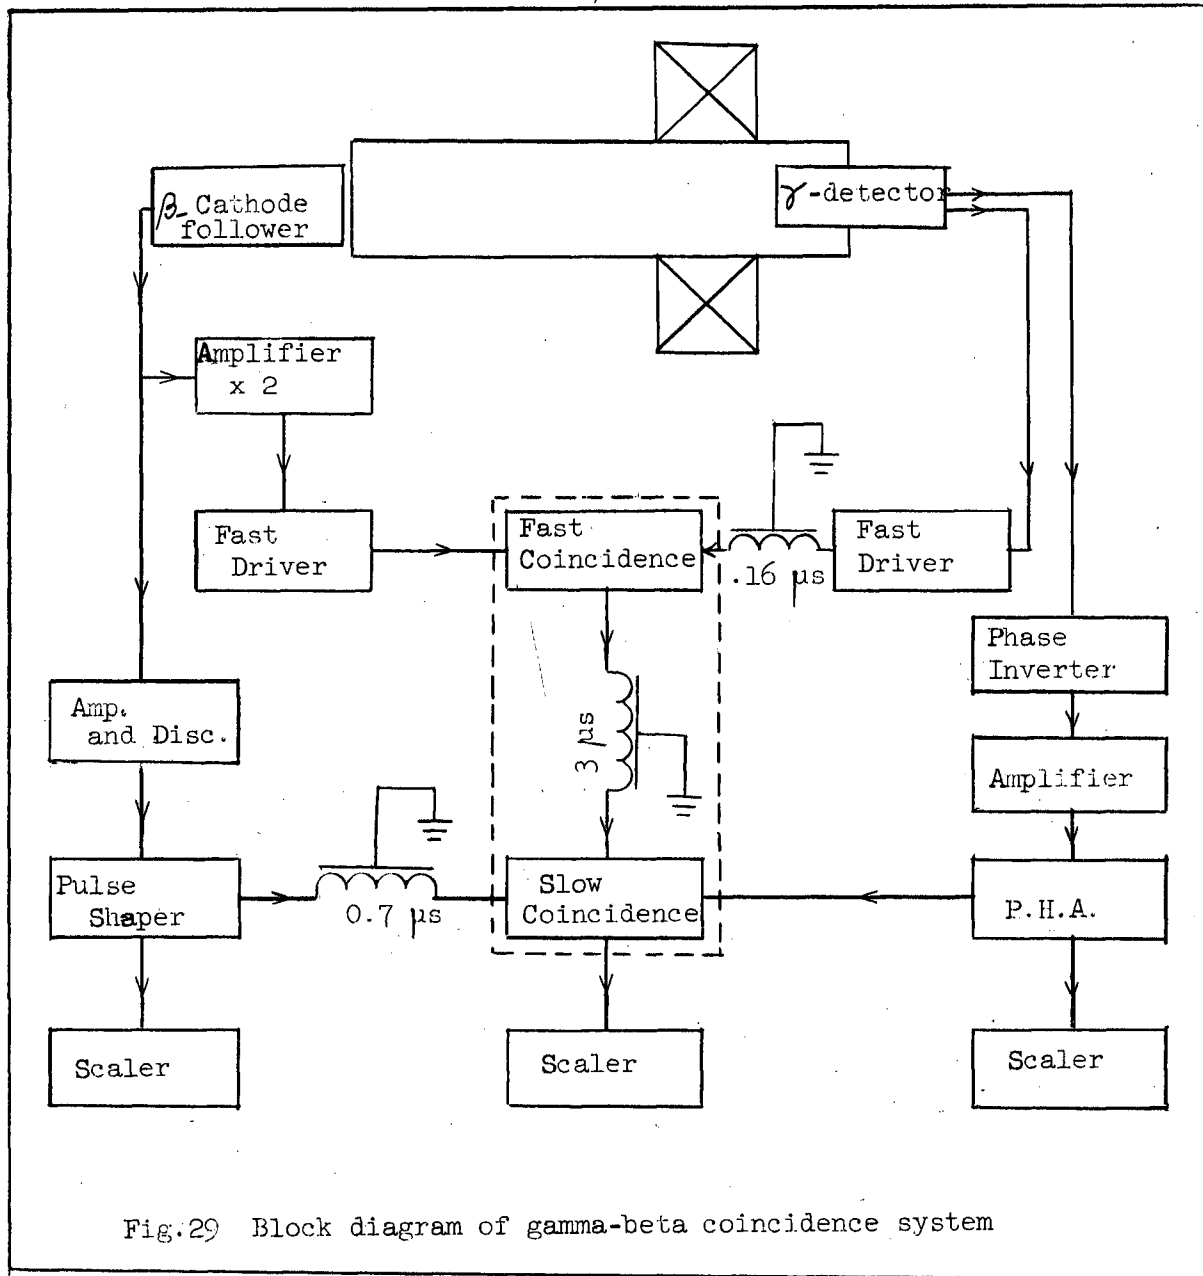 β- Cathode
follower
γ-detector
Amplifier
x 2
Fast
Driver
Fast
Coincidence
.16 μs
Fast
Driver
Phase
Inverter
Amp.
and Disc.
3 μs
Amplifier
Pulse
Shaper
0.7 μs
Slow
Coincidence
P.H.A.
Scaler
Scaler
Scaler
Fig.29 Block diagram of gamma-beta coincidence system